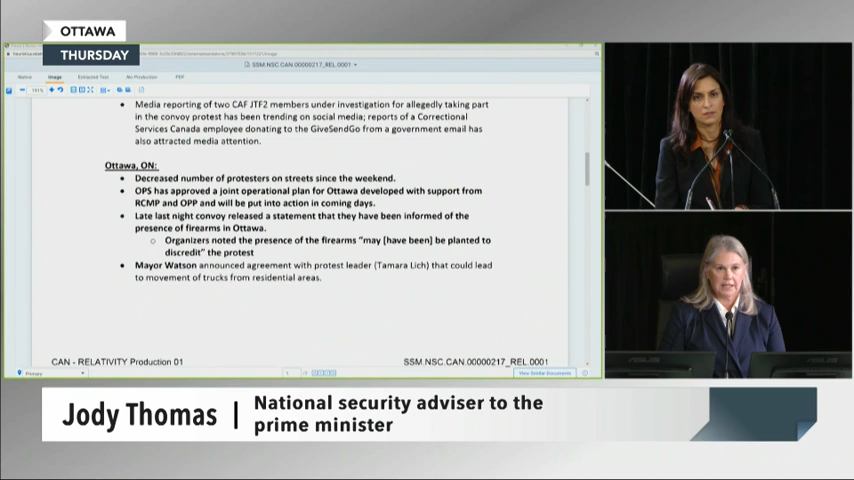 OTTAWA
THURSDAY
SSM.NSC.CAN.00000217_REL.0001
Image
Extracted Text
No Production
PDF
• Media reporting of two CAF JTF2 members under investigation for allegedly taking part
in the convoy protest has been trending on social media; reports of a Correctional
Services Canada employee donating to the GiveSendGo from a government email has
also attracted media attention.
Ottawa, ON:
• Decreased number of protesters on streets since the weekend.
• OPS has approved a joint operational plan for Ottawa developed with support from
RCMP and OPP and will be put into action in coming days.
• Late last night convoy released a statement that they have been informed of the
presence of firearms in Ottawa.
○ Organizers noted the presence of the firearms “may [have been] be planted to
discredit” the protest
• Mayor Watson announced agreement with protest leader (Tamara Lich) that could lead
to movement of trucks from residential areas.
CAN - RELATIVITY Production 01
SSM.NSC.CAN.00000217_REL.0001
Primary
View Similar Documents
ASUS
Jody Thomas | National security adviser to the
prime minister